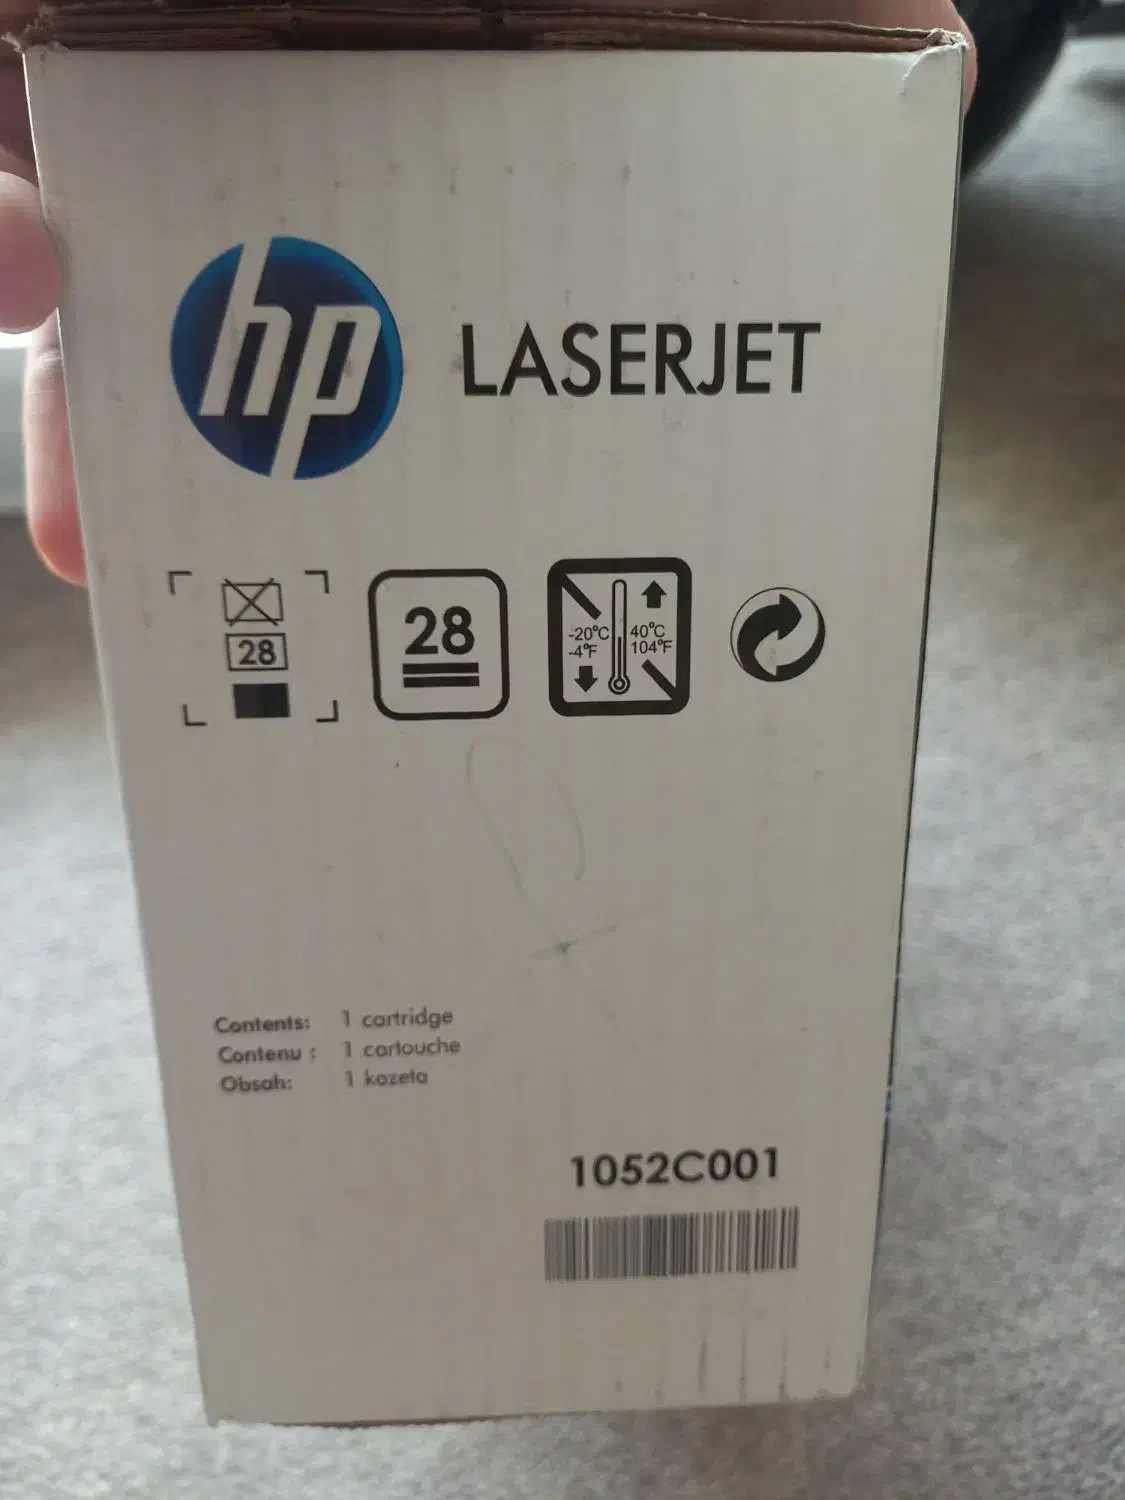 hp LASERJET
28
28
-20°C 40°C
-4°F 104°F
Contents: 1 cartridge
Contenu : 1 cartouche
Obsah: 1 kazeta
1052C001